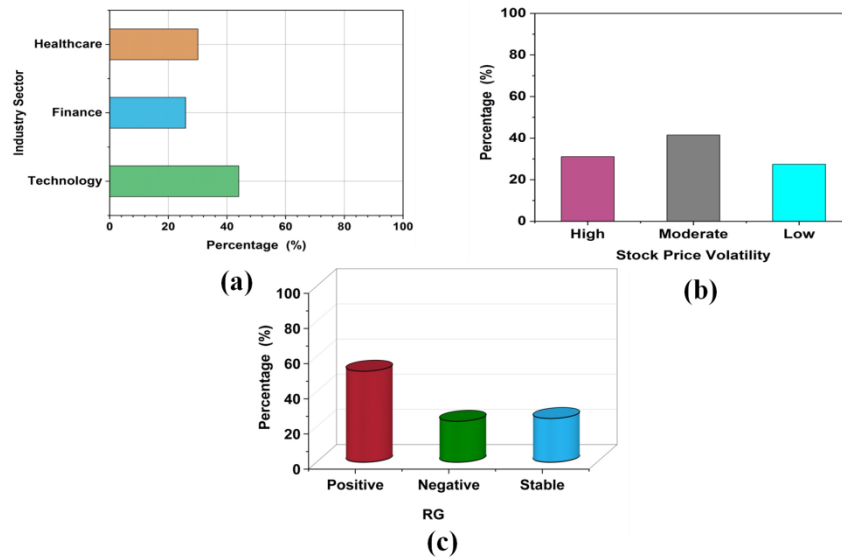 Industry Sector
Healthcare
Finance
Technology
0 20 40 60 80 100
Percentage (%)
(a)
Percentage (%)
100
80
60
40
20
0
High Moderate Low
Stock Price Volatility
(b)
Percentage (%)
100
80
60
40
20
0
Positive Negative Stable
RG
(c)